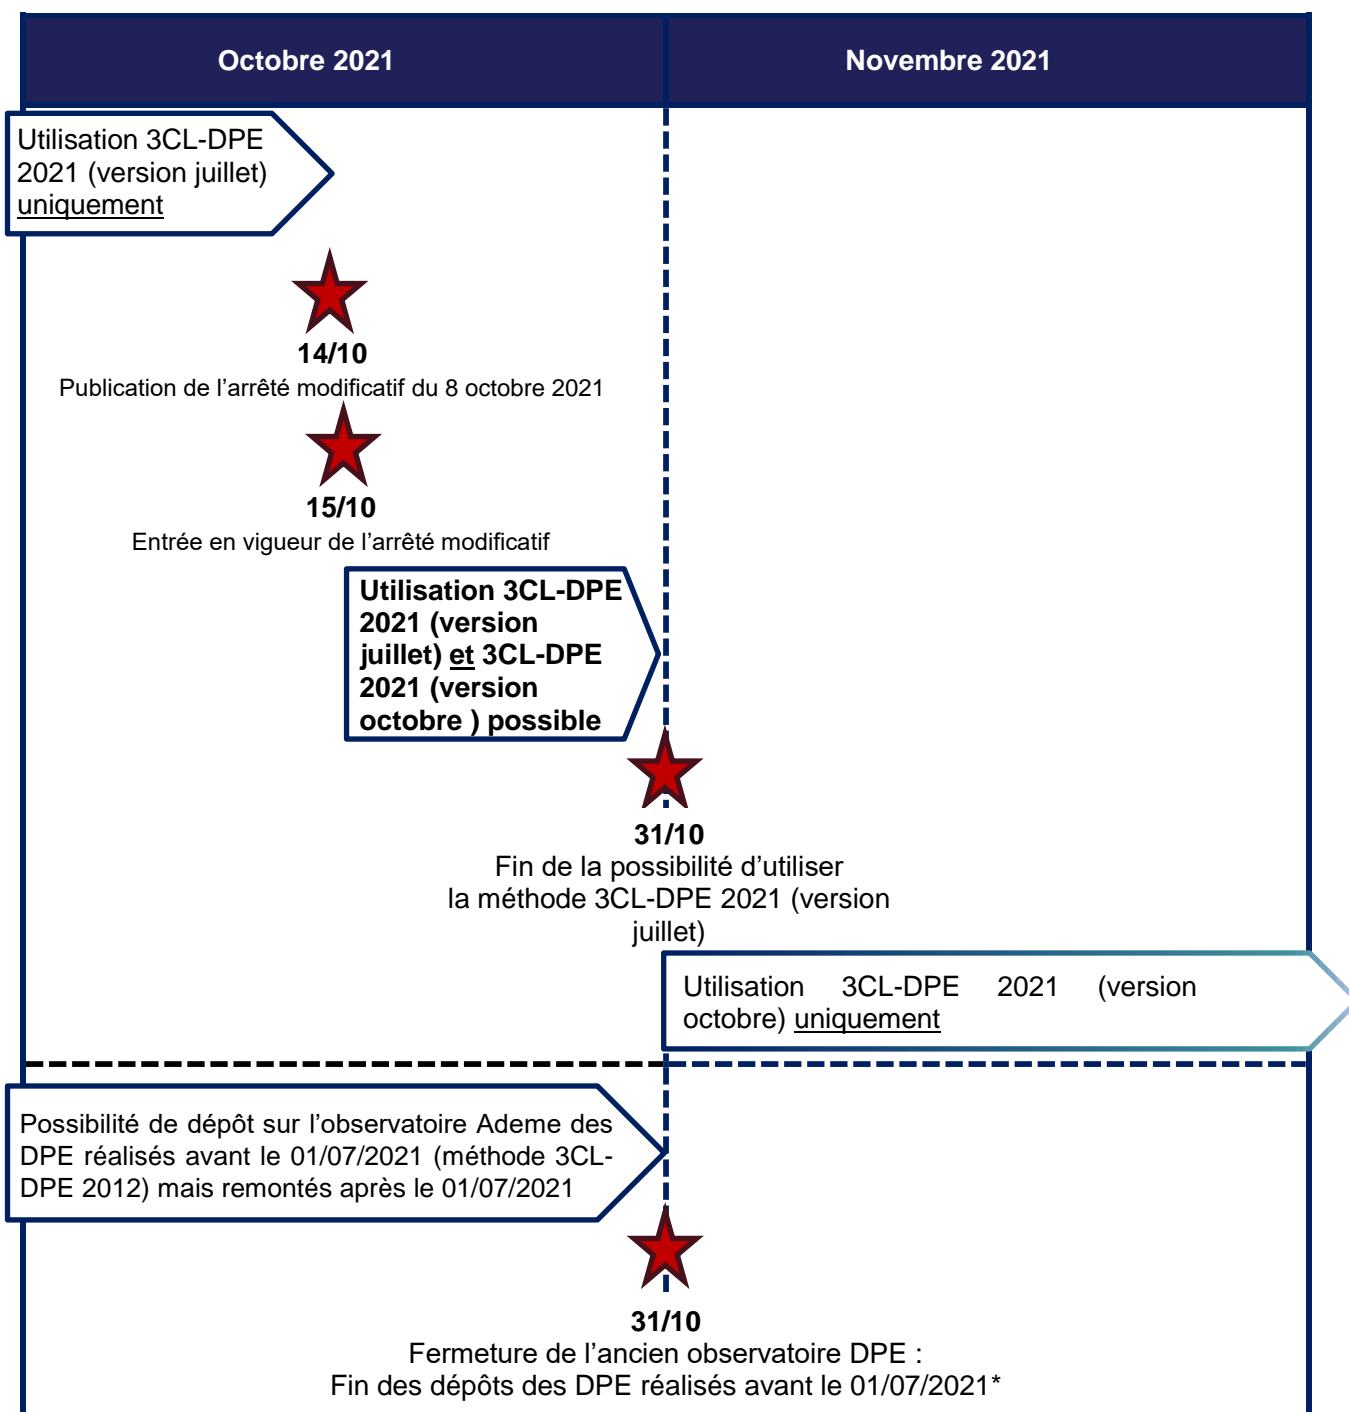 Octobre 2021
Novembre 2021
Utilisation 3CL-DPE
2021 (version juillet)
uniquement
14/10
Publication de l’arrêté modificatif du 8 octobre 2021
15/10
Entrée en vigueur de l’arrêté modificatif
Utilisation 3CL-DPE
2021 (version
juillet) et 3CL-DPE
2021 (version
octobre ) possible
31/10
Fin de la possibilité d’utiliser
la méthode 3CL-DPE 2021 (version
juillet)
Utilisation 3CL-DPE 2021 (version
octobre) uniquement
Possibilité de dépôt sur l’observatoire Ademe des
DPE réalisés avant le 01/07/2021 (méthode 3CL-
DPE 2012) mais remontés après le 01/07/2021
31/10
Fermeture de l’ancien observatoire DPE :
Fin des dépôts des DPE réalisés avant le 01/07/2021*